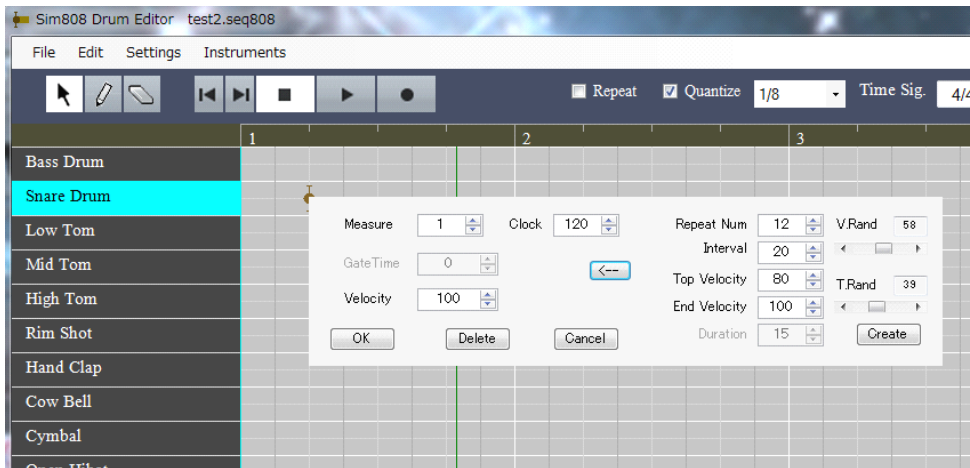 Sim808 Drum Editor test2.seq808
File Edit Settings Instruments
Repeat Quantize 1/8 Time Sig. 4/4
1 2 3
Bass Drum
Snare Drum
Low Tom
Mid Tom
High Tom
Rim Shot
Hand Clap
Cow Bell
Cymbal
Measure 1 Clock 120
GateTime 0
Velocity 100
<--
OK Delete Cancel
Repeat Num 12
Interval 20
Top Velocity 80
End Velocity 100
Duration 15
V.Rand 58
T.Rand 39
Create